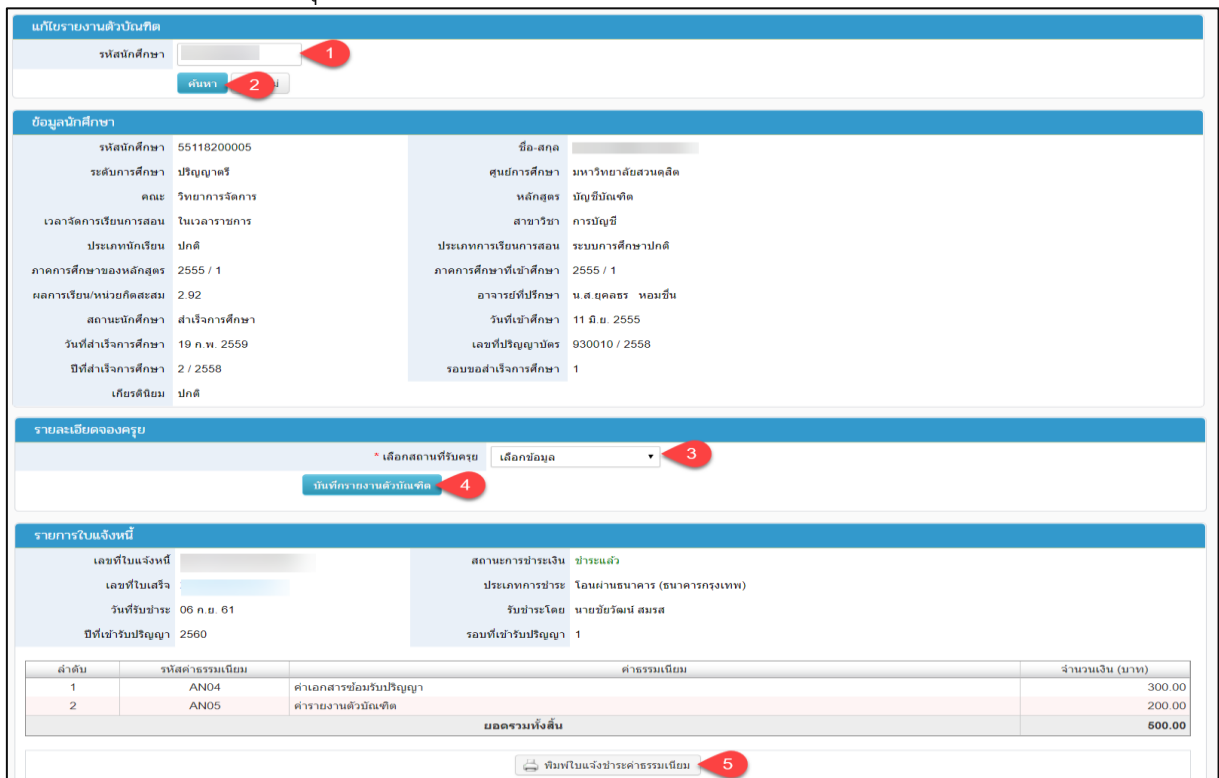 แก้ไขรายงานตัวบัณฑิต
รหัสนักศึกษา 1
ค้นหา 2
ข้อมูลนักศึกษา
รหัสนักศึกษา 55118200005 ชื่อ-สกุล
ระดับการศึกษา ปริญญาตรี ศูนย์การศึกษา มหาวิทยาลัยสวนดุสิต
คณะ วิทยาการจัดการ หลักสูตร บัญชีบัณฑิต
เวลาจัดการเรียนการสอน ในเวลาราชการ สาขาวิชา การบัญชี
ประเภทนักเรียน ปกติ ประเภทการเรียนการสอน ระบบการศึกษาปกติ
ภาคการศึกษาของหลักสูตร 2555 / 1 ภาคการศึกษาที่เข้าศึกษา 2555 / 1
ผลการเรียน/หน่วยกิตสะสม 2.92 อาจารย์ที่ปรึกษา น.ส.ยุคลธร หอมชื่น
สถานะนักศึกษา สำเร็จการศึกษา วันที่เข้าศึกษา 11 มิ.ย. 2555
วันที่สำเร็จการศึกษา 19 ก.พ. 2559 เลขที่ปริญญาบัตร 930010 / 2558
ปีที่สำเร็จการศึกษา 2 / 2558 รอบขอสำเร็จการศึกษา 1
เกียรตินิยม ปกติ
รายละเอียดจองครุย
* เลือกสถานที่รับครุย เลือกข้อมูล 3
บันทึกรายงานตัวบัณฑิต 4
รายการใบแจ้งหนี้
เลขที่ใบแจ้งหนี้ สถานะการชำระเงิน ชำระแล้ว
เลขที่ใบเสร็จ ประเภทการชำระ โอนผ่านธนาคาร (ธนาคารกรุงเทพ)
วันที่รับชำระ 06 ก.ย. 61 รับชำระโดย นายชัยวัฒน์ สมรส
ปีที่เข้ารับปริญญา 2560 รอบที่เข้ารับปริญญา 1
ลำดับ รหัสค่าธรรมเนียม ค่าธรรมเนียม จำนวนเงิน (บาท)
1 AN04 ค่าเอกสารซ้อมรับปริญญา 300.00
2 AN05 ค่ารายงานตัวบัณฑิต 200.00
ยอดรวมทั้งสิ้น 500.00
พิมพ์ใบแจ้งชำระค่าธรรมเนียม 5